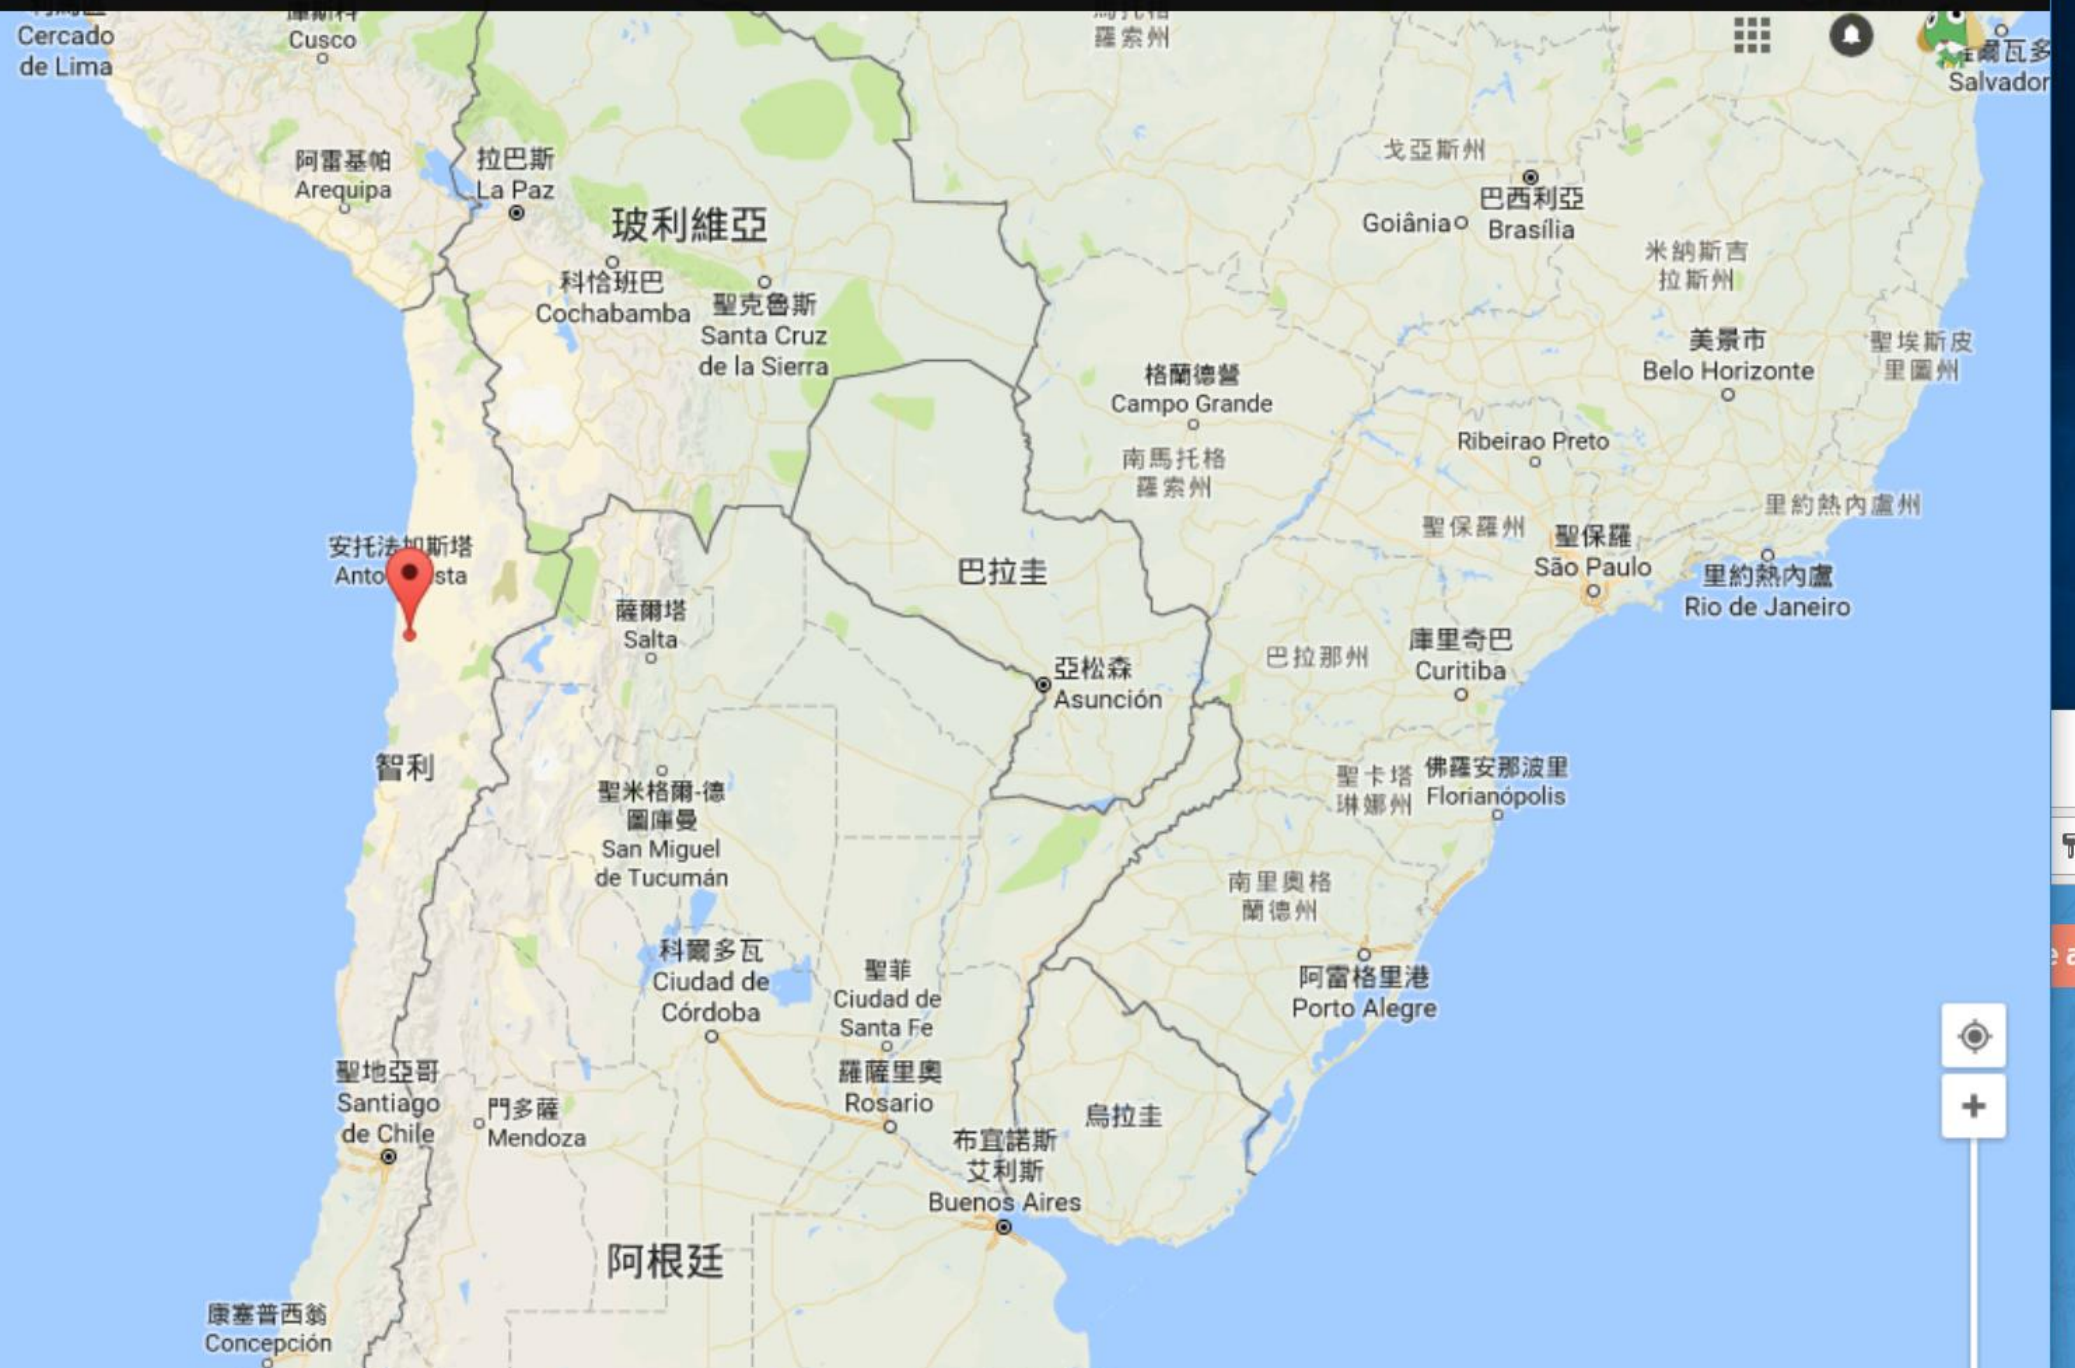 Cercado
de Lima
Cusco
羅索州
爾瓦多
Salvador
阿雷基帕
Arequipa
拉巴斯
La Paz
玻利維亞
戈亞斯州
巴西利亞
Brasília
Goiânia
米納斯吉
拉斯州
科恰班巴
Cochabamba
聖克魯斯
Santa Cruz
de la Sierra
美景市
Belo Horizonte
聖埃斯皮
里圖州
格蘭德營
Campo Grande
Ribeirao Preto
南馬托格
羅索州
里約熱內盧州
聖保羅州
聖保羅
São Paulo
安托法加斯塔
里約熱內盧
Rio de Janeiro
巴拉圭
薩爾塔
Salta
巴拉那州
庫里奇巴
Curitiba
亞松森
Asunción
智利
聖卡塔
琳娜州
佛羅安那波里
Florianópolis
聖米格爾-德
圖庫曼
San Miguel
de Tucumán
南里奧格
蘭德州
科爾多瓦
Ciudad de
Córdoba
聖菲
Ciudad de
Santa Fe
阿雷格里港
Porto Alegre
聖地亞哥
Santiago
de Chile
門多薩
Mendoza
羅薩里奧
Rosario
烏拉圭
布宜諾斯
艾利斯
Buenos Aires
阿根廷
康塞普西翁
Concepción